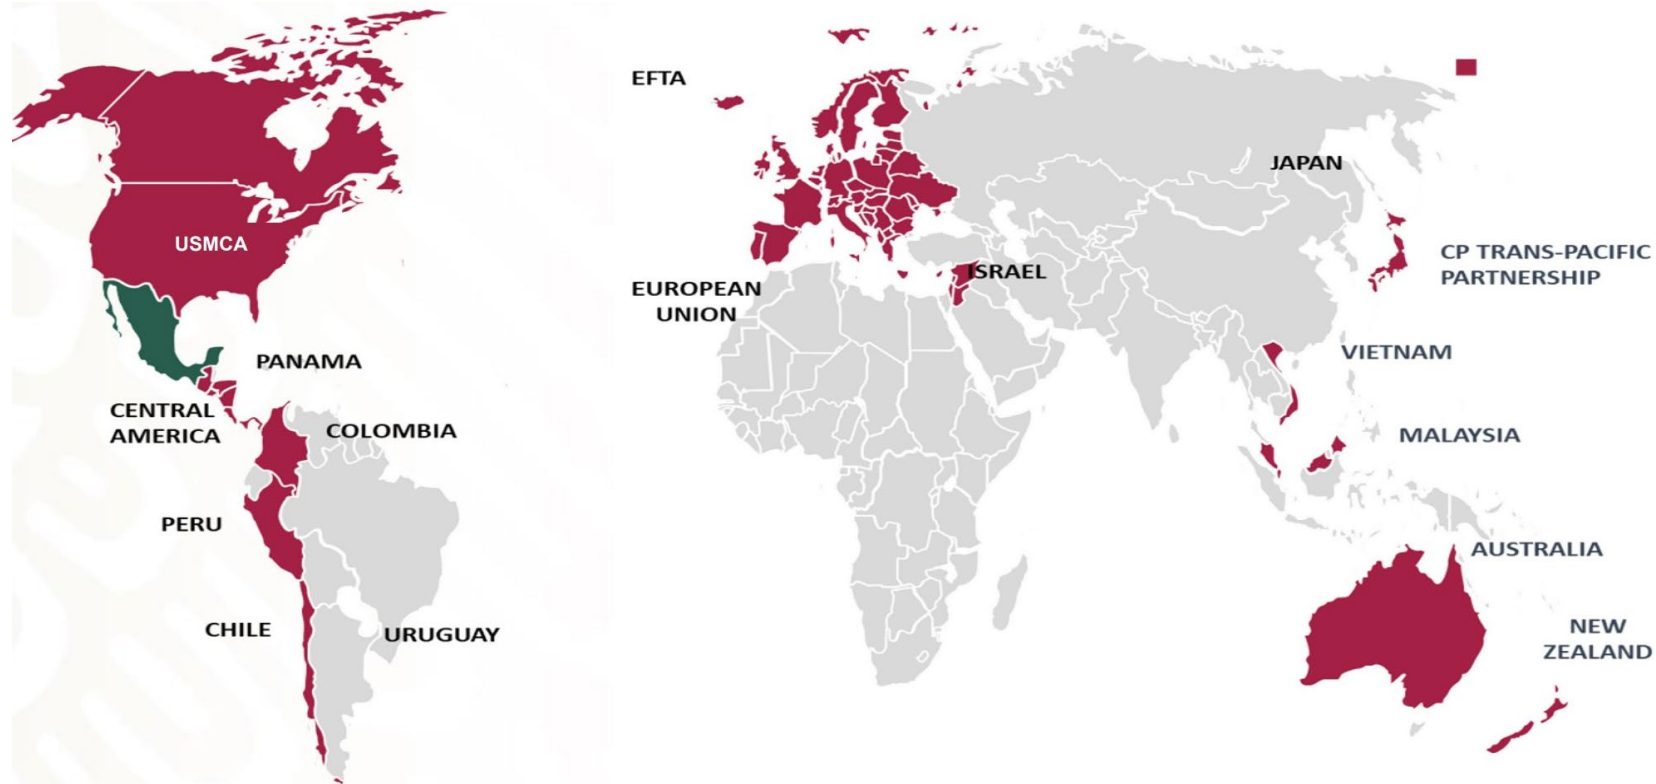 USMCA
PANAMA
CENTRAL
AMERICA
COLOMBIA
PERU
CHILE
URUGUAY
EFTA
EUROPEAN
UNION
ISRAEL
JAPAN
CP TRANS-PACIFIC
PARTNERSHIP
VIETNAM
MALAYSIA
AUSTRALIA
NEW
ZEALAND